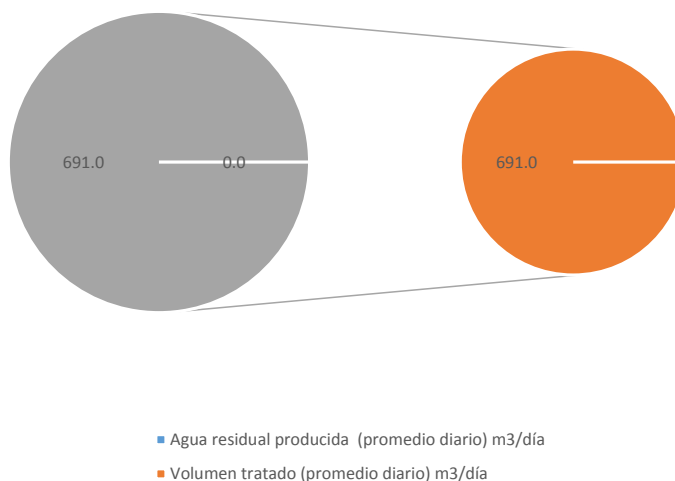 691.0
0.0
691.0
Agua residual producida (promedio diario) m3/día
Volumen tratado (promedio diario) m3/día